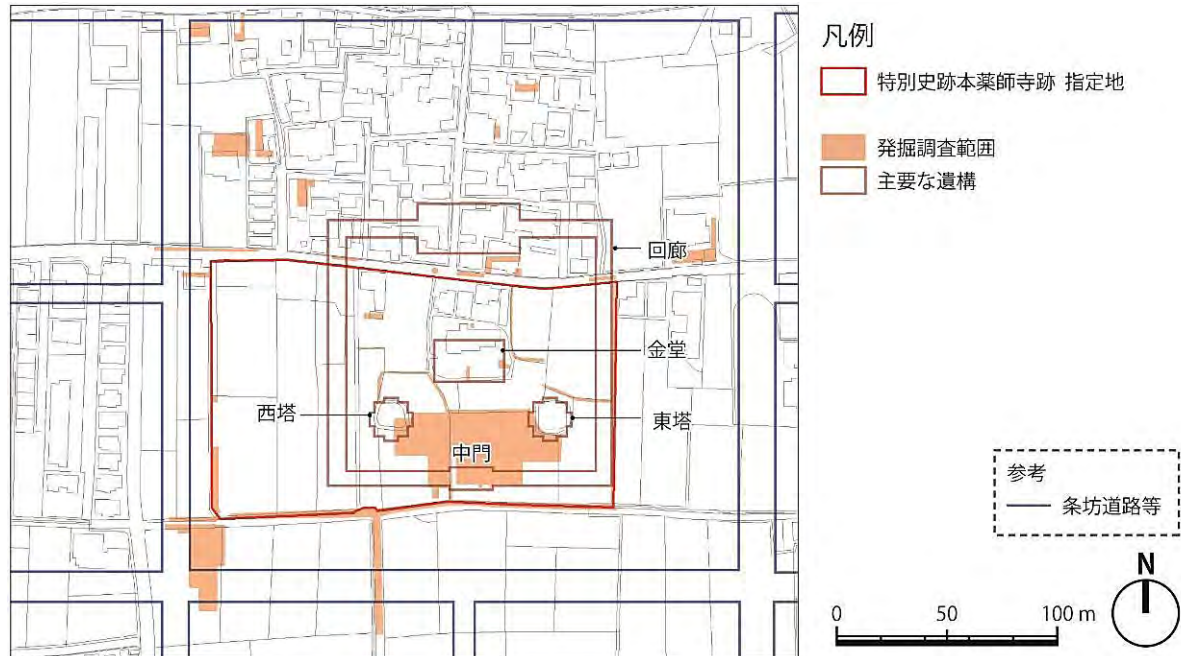 凡例
特別史跡本薬師寺跡 指定地
発掘調査範囲
主要な遺構
回廊
金堂
西塔
東塔
中門
参考
条坊道路等
N
0 50 100 m